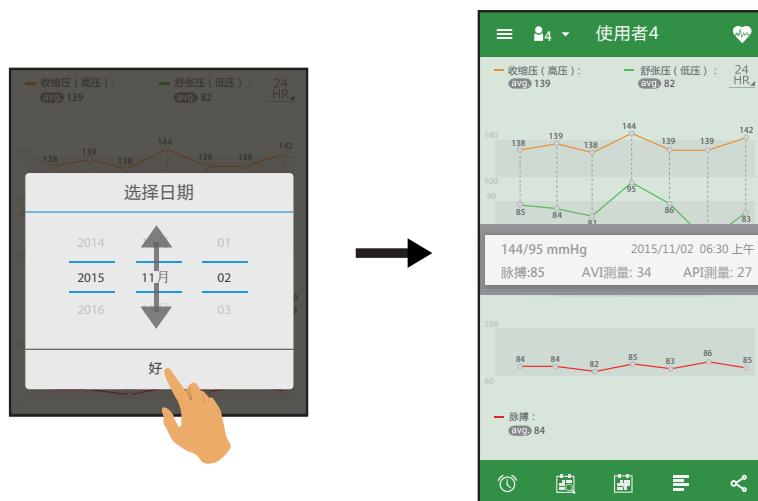 收缩压（高压）：
舒张压（低压）：
24
HR
avg. 139
avg. 82
138 139 138 144 139 139 142
选择日期
2014 01
2015 11月 02
2016 03
好
4
使用者4
收缩压（高压）：
舒张压（低压）：
24
HR
avg. 139
avg. 82
140
138 139 138 144 139 139 142
100
90
85 84 81 95 86 83
144/95 mmHg 2015/11/02 06:30 上午
脉搏:85 AVI測量: 34 API測量: 27
100
84 84 82 85 83 86 85
60
脉搏：
avg. 84